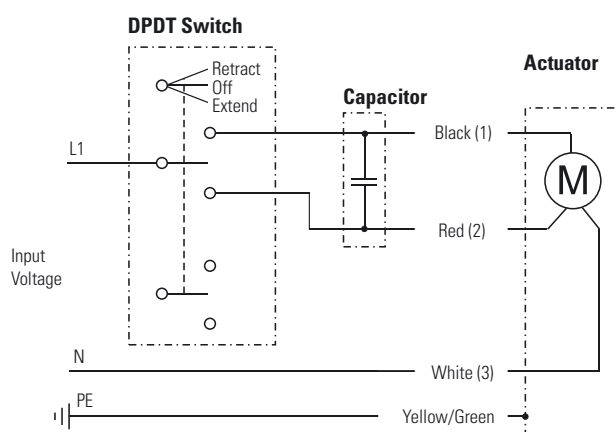 DPDT Switch
Retract
Off
Extend
Capacitor
Actuator
L1
Black (1)
M
Red (2)
Input
Voltage
N
White (3)
PE
Yellow/Green